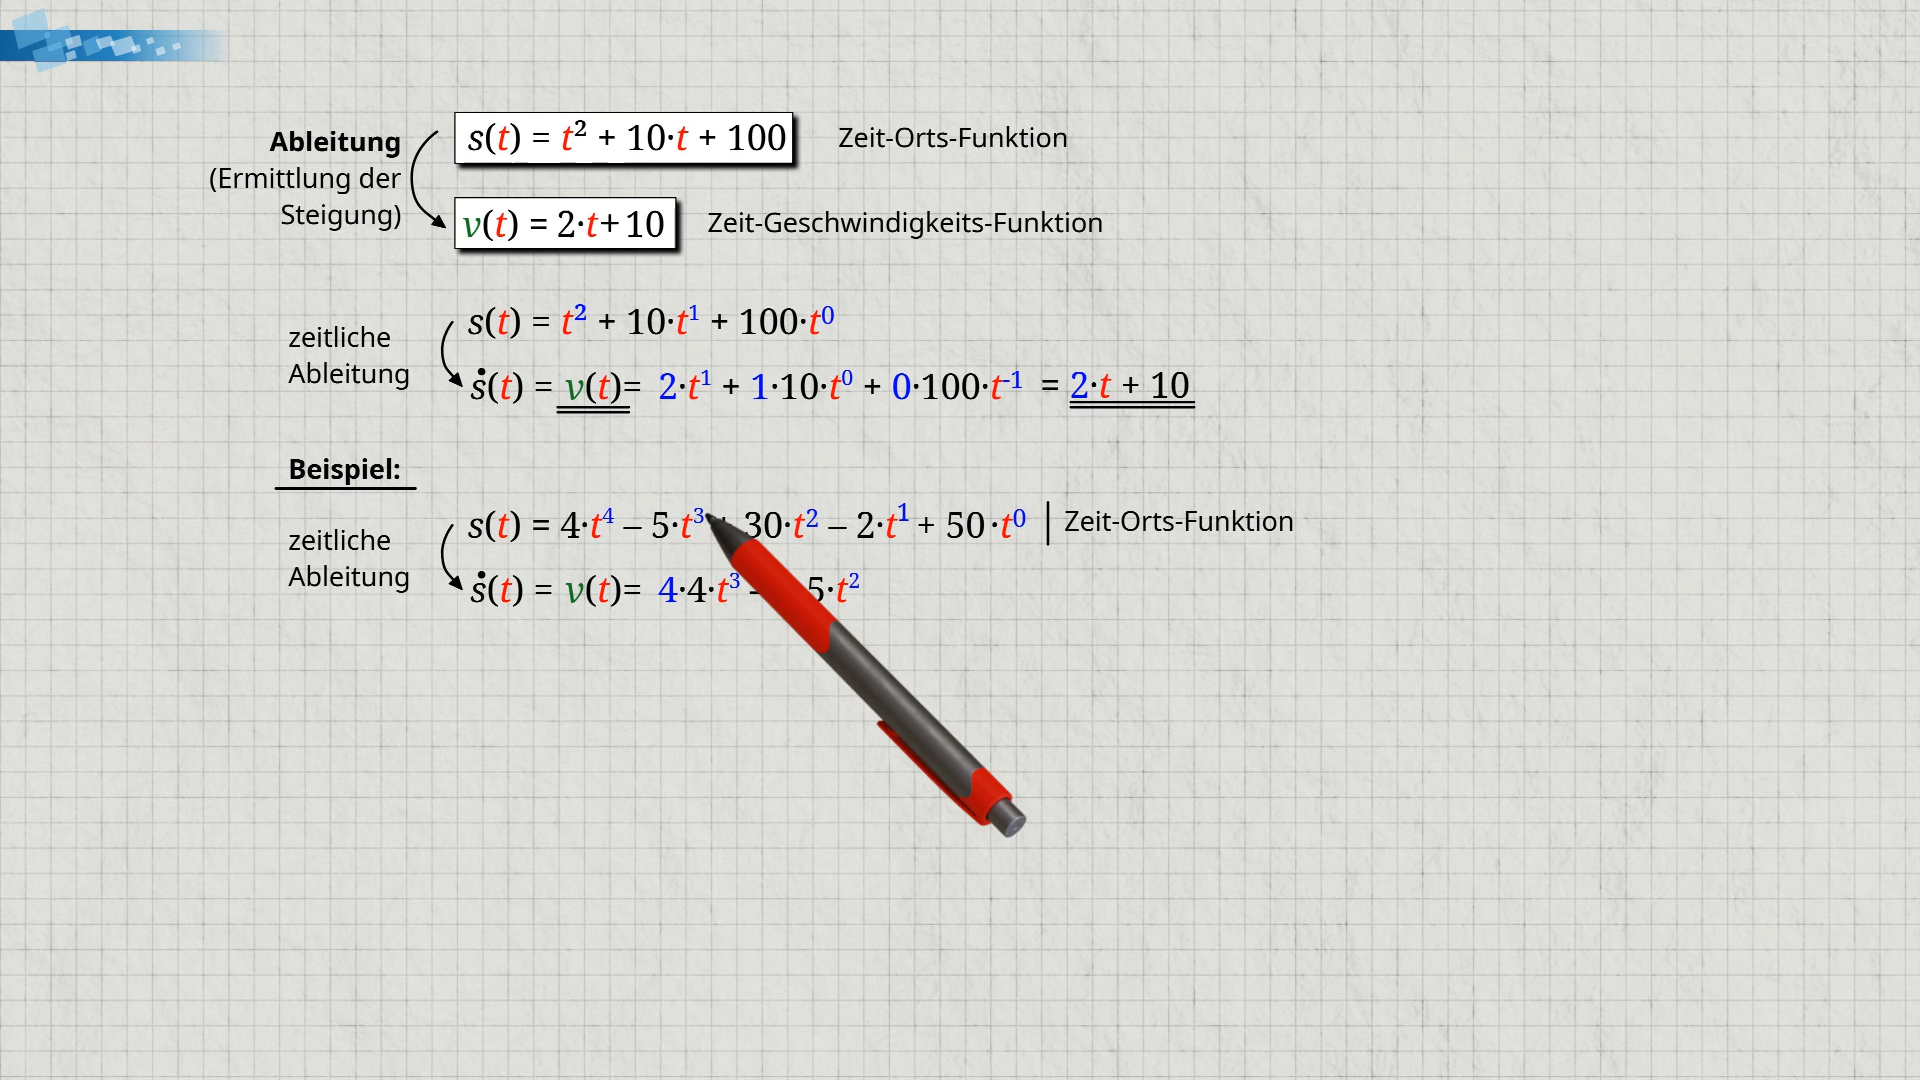 Ableitung
(Ermittlung der
Steigung)
s(t) = t² + 10·t + 100
Zeit-Orts-Funktion
v(t) = 2·t + 10
Zeit-Geschwindigkeits-Funktion
zeitliche
Ableitung
s(t) = t² + 10·t¹ + 100·t⁰
ṡ(t) = v(t) = 2·t¹ + 1·10·t⁰ + 0·100·t⁻¹ = 2·t + 10
Beispiel:
zeitliche
Ableitung
s(t) = 4·t⁴ – 5·t³ 30·t² – 2·t¹ + 50·t⁰ | Zeit-Orts-Funktion
ṡ(t) = v(t) = 4·4·t³ – 5·t²